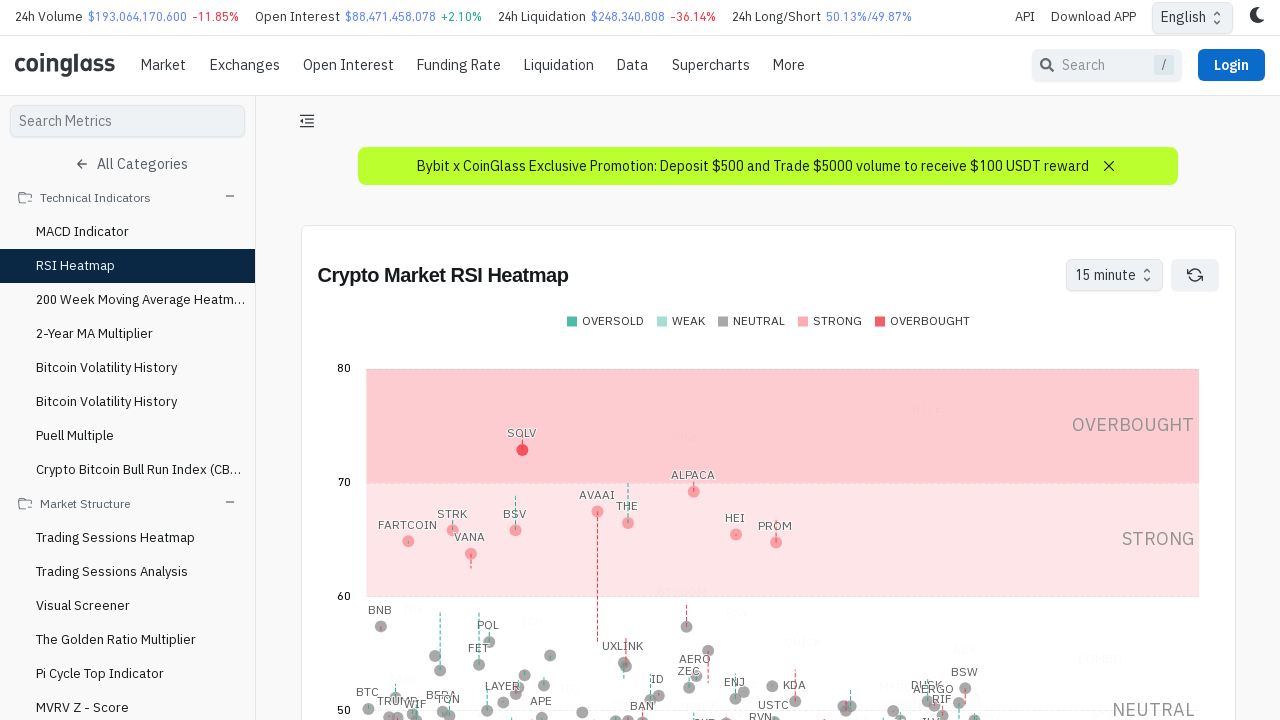 24h Volume $193,064,170,600 -11.85% Open Interest $88,471,458,078 +2.10% 24h Liquidation $248,340,808 -36.14% 24h Long/Short 50.13%/49.87% API Download APP English
coinglass Market Exchanges Open Interest Funding Rate Liquidation Data Supercharts More Search / Login
Search Metrics
All Categories
Technical Indicators
MACD Indicator
RSI Heatmap
200 Week Moving Average Heatm...
2-Year MA Multiplier
Bitcoin Volatility History
Bitcoin Volatility History
Puell Multiple
Crypto Bitcoin Bull Run Index (CB...
Market Structure
Trading Sessions Heatmap
Trading Sessions Analysis
Visual Screener
The Golden Ratio Multiplier
Pi Cycle Top Indicator
MVRV Z - Score
Bybit x CoinGlass Exclusive Promotion: Deposit $500 and Trade $5000 volume to receive $100 USDT reward
Crypto Market RSI Heatmap
15 minute
OVERSOLD WEAK NEUTRAL STRONG OVERBOUGHT
80
OVERBOUGHT
SOLV
ALPACA
70
AVAAI
THE
STRK
BSV
HEI
FARTCOIN
PROM
VANA
STRONG
60
BNB
POL
FET
UXLINK
AERO
ZEC
BSW
ID
ENJ
KDA
LAYER
BTC
TRUMP
WIF
TON
APE
BAN
USTC
AERGO
RIF
50
NEUTRAL